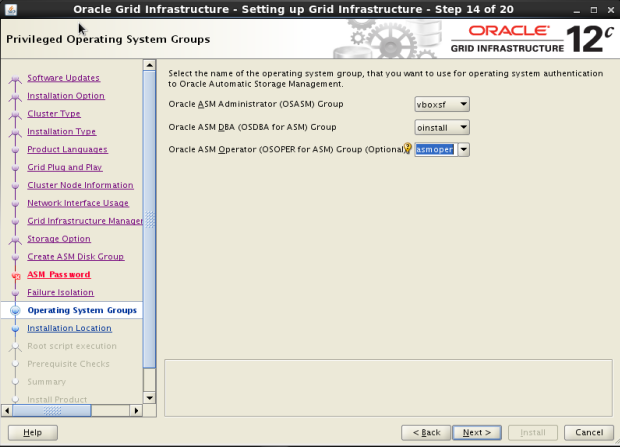 Oracle Grid Infrastructure - Setting up Grid Infrastructure - Step 14 of 20
Privileged Operating System Groups
ORACLE
GRID INFRASTRUCTURE
12c
Software Updates
Installation Option
Cluster Type
Installation Type
Product Languages
Grid Plug and Play
Cluster Node Information
Network Interface Usage
Grid Infrastructure Manager
Storage Option
Create ASM Disk Group
ASM Password
Failure Isolation
Operating System Groups
Installation Location
Root script execution
Prerequisite Checks
Summary
Install Product
Select the name of the operating system group, that you want to use for operating system authentication
to Oracle Automatic Storage Management.
Oracle ASM Administrator (OSASM) Group vboxsf
Oracle ASM DBA (OSDBA for ASM) Group oinstall
Oracle ASM Operator (OSOPER for ASM) Group (Optional) asmoper
Help
< Back
Next >
Install
Cancel